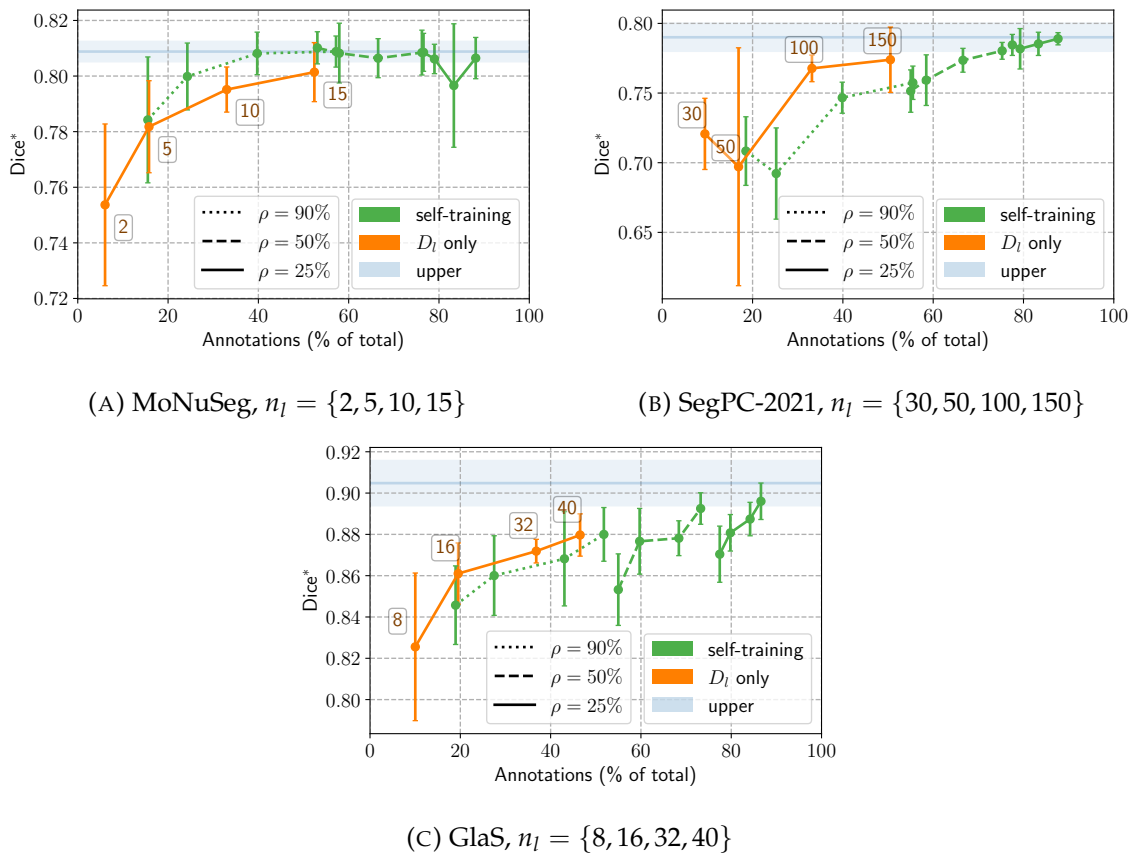 0.82
0.80
0.78
0.76
0.74
0.72
Dice*
2
5
10
15
ρ = 90%
ρ = 50%
ρ = 25%
self-training
D_l only
upper
0 20 40 60 80 100
Annotations (% of total)
(A) MoNuSeg, n_l = {2, 5, 10, 15}
0.80
0.75
0.70
0.65
Dice*
30
50
100
150
ρ = 90%
ρ = 50%
ρ = 25%
self-training
D_l only
upper
0 20 40 60 80 100
Annotations (% of total)
(B) SegPC-2021, n_l = {30, 50, 100, 150}
0.92
0.90
0.88
0.86
0.84
0.82
0.80
Dice*
8
16
32
40
ρ = 90%
ρ = 50%
ρ = 25%
self-training
D_l only
upper
0 20 40 60 80 100
Annotations (% of total)
(C) GlaS, n_l = {8, 16, 32, 40}